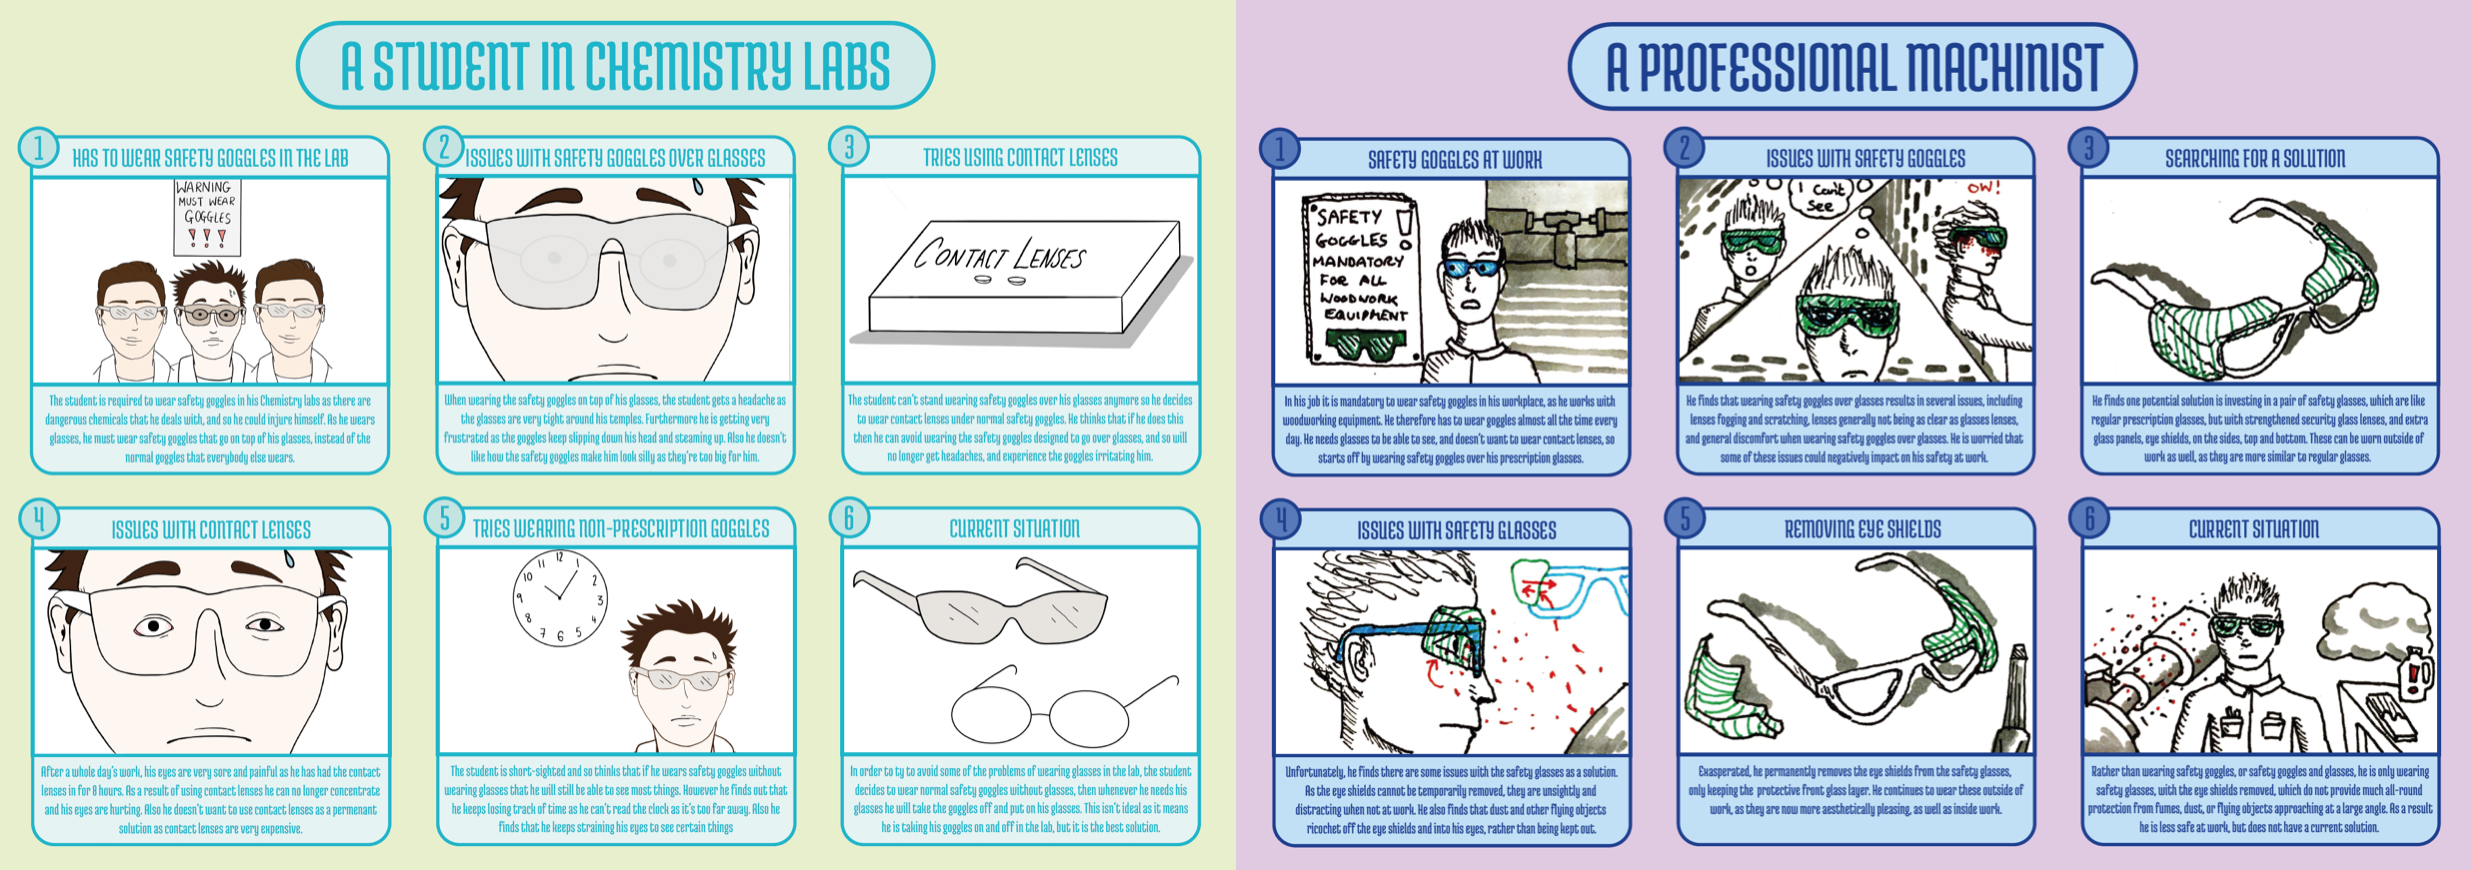 A STUDENT IN CHEMISTRY LABS
1
HAS TO WEAR SAFETY GOGGLES IN THE LAB
WARNING
MUST WEAR
GOGGLES
!!!
The student is required to wear safety goggles in his Chemistry labs as there are
dangerous chemicals that he deals with, and so he could injure himself. As he wears
glasses, he must wear safety goggles that go on top of his glasses, instead of the
normal goggles that everybody else wears.
2
ISSUES WITH SAFETY GOGGLES OVER GLASSES
When wearing the safety goggles on top of his glasses, the student gets a headache as
the glasses are very tight around his temples. Furthermore he is getting very
frustrated as the goggles keep slipping down his head and steaming up. Also he doesn't
like how the safety goggles make him look silly as they're too big for him.
3
TRIES USING CONTACT LENSES
CONTACT LENSES
The student can't stand wearing safety goggles over his glasses anymore so he decides
to wear contact lenses under normal safety goggles. He thinks that if he does this
then he can avoid wearing the safety goggles designed to go over glasses, and so will
no longer get headaches, and experience the goggles irritating him.
4
ISSUES WITH CONTACT LENSES
After a whole day's work, his eyes are very sore and painful as he has had the contact
lenses in for 8 hours. As a result of using contact lenses he can no longer concentrate
and his eyes are hurting. Also he doesn't want to use contact lenses as a permenant
solution as contact lenses are very expensive.
5
TRIES WEARING NON-PRESCRIPTION GOGGLES
12
11 1
10 2
9 3
8 4
7 6 5
The student is short-sighted and so thinks that if he wears safety goggles without
wearing glasses that he will still be able to see most things. However he finds out that
he keeps losing track of time as he can't read the clock as it's too far away. Also he
finds that he keeps straining his eyes to see certain things
6
CURRENT SITUATION
In order to ty to avoid some of the problems of wearing glasses in the lab, the student
decides to wear normal safety goggles without glasses, then whenever he needs his
glasses he will take the goggles off and put on his glasses. This isn't ideal as it means
he is taking his goggles on and off in the lab, but it is the best solution.
A PROFESSIONAL MACHINIST
1
SAFETY GOGGLES AT WORK
SAFETY !
GOGGLES
MANDATORY
FOR ALL
WOODWORK
EQUIPMENT
In his job it is mandatory to wear safety goggles in his workplace, as he works with
woodworking equipment. He therefore has to wear goggles almost all the time every
day. He needs glasses to be able to see, and doesn't want to wear contact lenses, so
starts off by wearing safety goggles over his prescription glasses.
2
ISSUES WITH SAFETY GOGGLES
I can't
see
OW!
He finds that wearing safety goggles over glasses results in several issues, including
lenses fogging and scratching, lenses generally not being as clear as glasses lenses,
and general discomfort when wearing safety goggles over glasses. He is worried that
some of these issues could negatively impact on his safety at work.
3
SEARCHING FOR A SOLUTION
He finds one potential solution is investing in a pair of safety glasses, which are like
regular prescription glasses, but with strengthened security glass lenses, and extra
glass panels, eye shields, on the sides, top and bottom. These can be worn outside of
work as well, as they are more similar to regular glasses.
4
ISSUES WITH SAFETY GLASSES
Unfortunately, he finds there are some issues with the safety glasses as a solution.
As the eye shields cannot be temporarily removed, they are unsightly and
distracting when not at work. He also finds that dust and other flying objects
ricochet off the eye shields and into his eyes, rather than being kept out.
5
REMOVING EYE SHIELDS
Exasperated, he permanently removes the eye shields from the safety glasses,
only keeping the protective front glass layer. He continues to wear these outside of
work, as they are now more aesthetically pleasing, as well as inside work.
6
CURRENT SITUATION
!
Rather than wearing safety goggles, or safety goggles and glasses, he is only wearing
safety glasses, with the eye shields removed, which do not provide much all-round
protection from fumes, dust, or flying objects approaching at a large angle. As a result
he is less safe at work, but does not have a current solution.